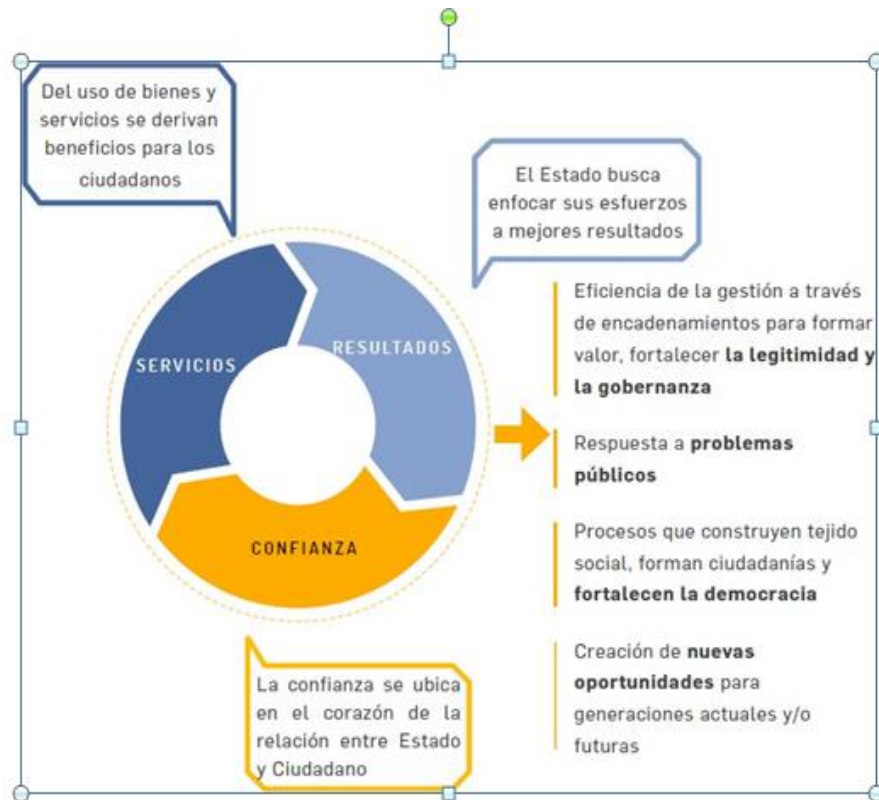 Del uso de bienes y
servicios se derivan
beneficios para los
ciudadanos
El Estado busca
enfocar sus esfuerzos
a mejores resultados
SERVICIOS
RESULTADOS
CONFIANZA
La confianza se ubica
en el corazón de la
relación entre Estado
y Ciudadano
Eficiencia de la gestión a través
de encadenamientos para formar
valor, fortalecer la legitimidad y
la gobernanza
Respuesta a problemas
públicos
Procesos que construyen tejido
social, forman ciudadanías y
fortalecen la democracia
Creación de nuevas
oportunidades para
generaciones actuales y/o
futuras